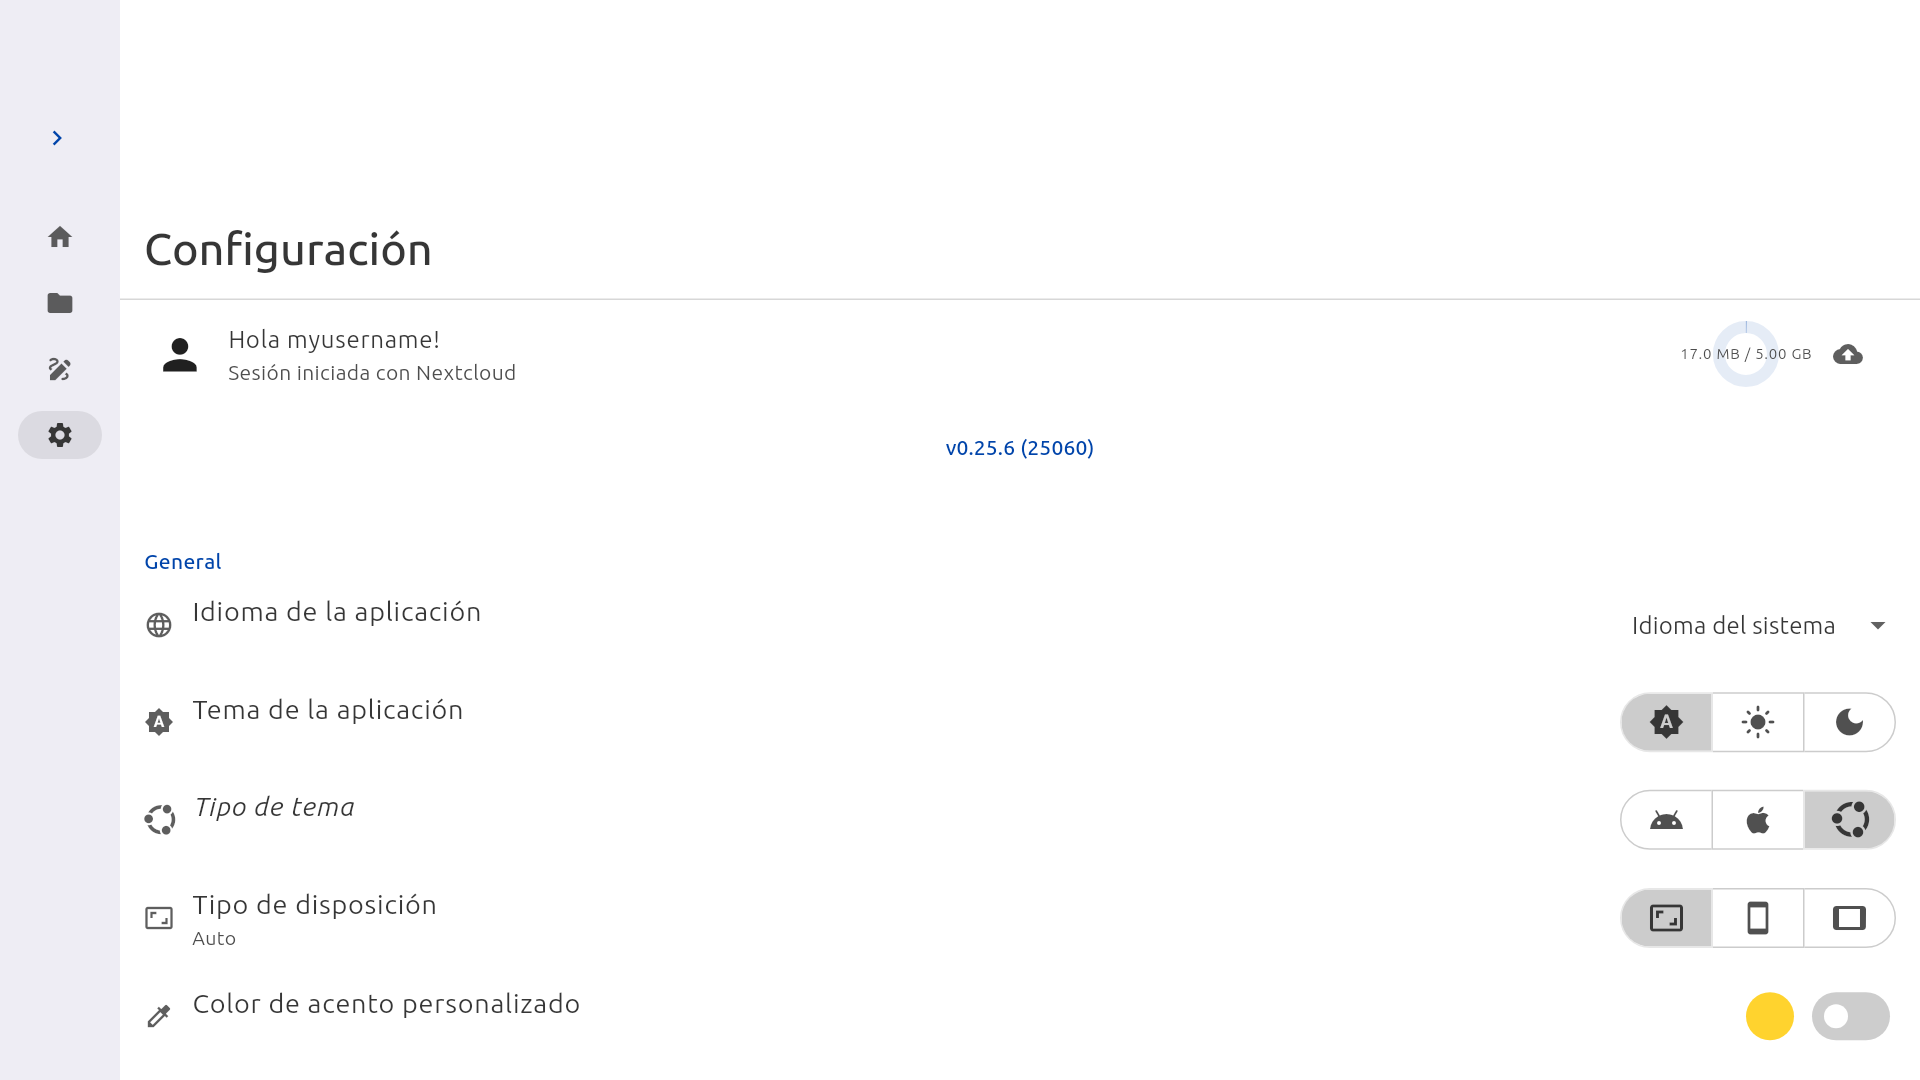 Configuración
Hola myusername!
Sesión iniciada con Nextcloud
17.0 MB / 5.00 GB
v0.25.6 (25060)
General
Idioma de la aplicación
Idioma del sistema
Tema de la aplicación
Tipo de tema
Tipo de disposición
Auto
Color de acento personalizado